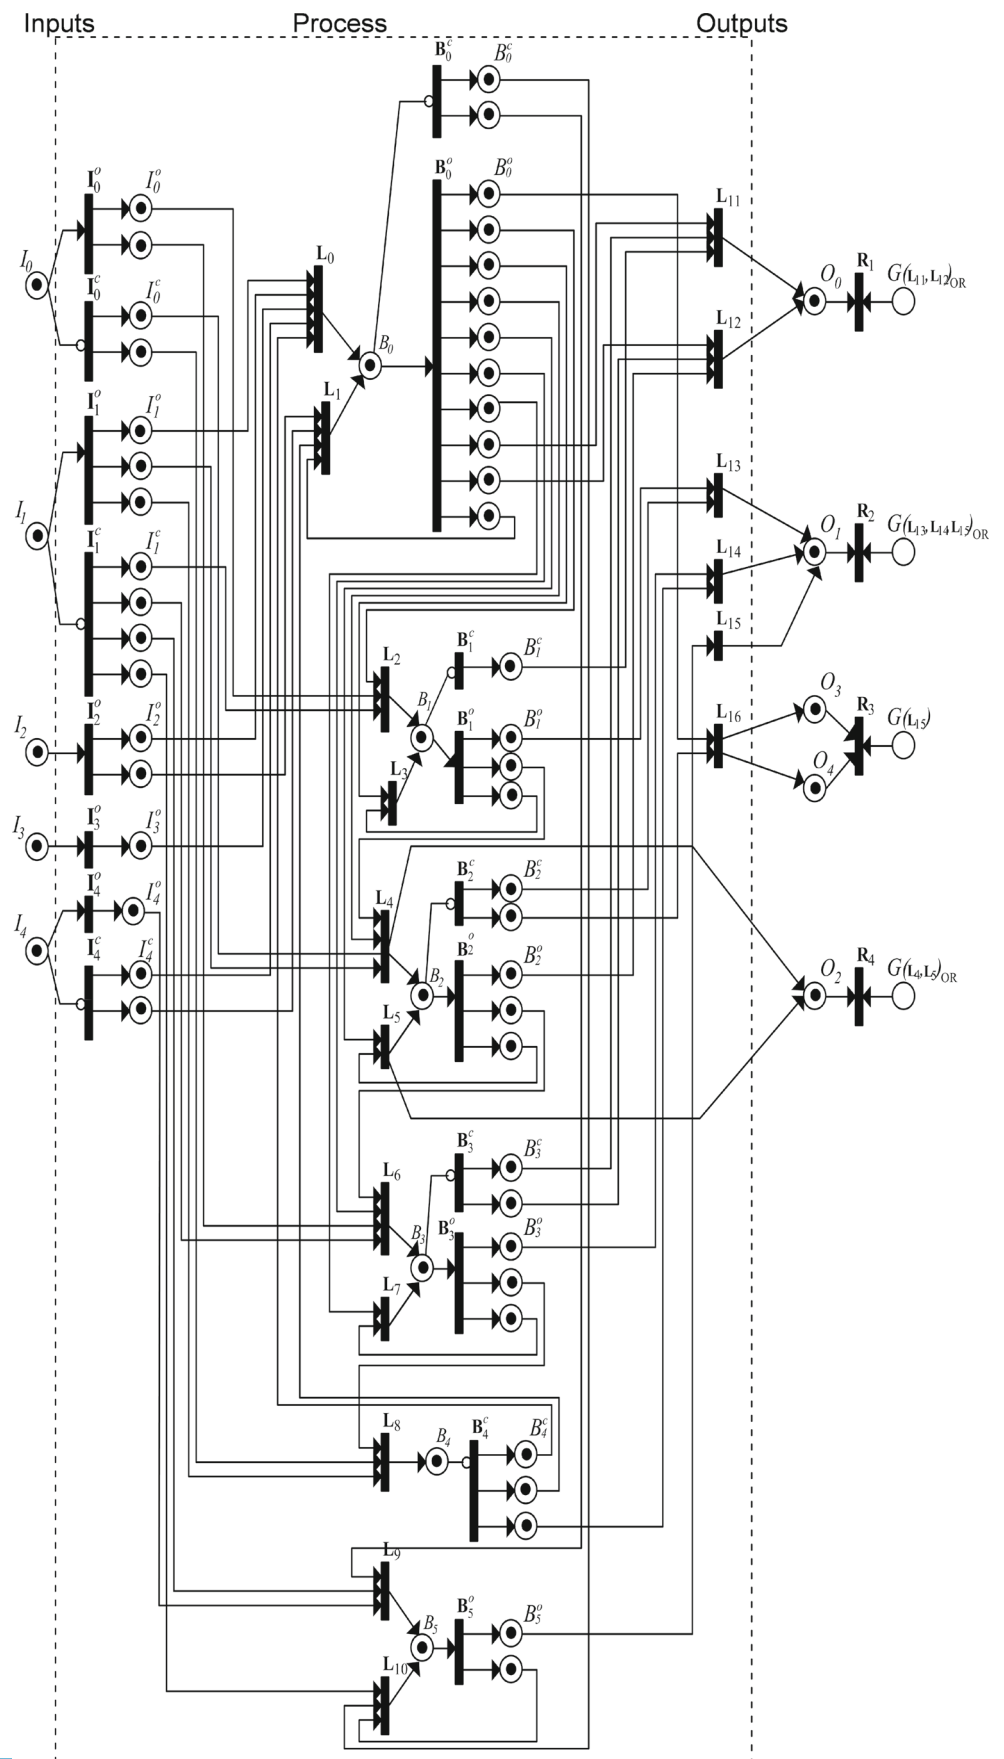 Inputs Process Outputs
B₀ᶜ B₀ᶜ
B₀ᵒ B₀ᵒ
I₀ᵒ I₀ᵒ
L₁₁
I₀
L₀
O₀ R₁ G(L₁₁,L₁₂)OR
I₀ᶜ I₀ᶜ
L₁₂
B₀
L₁
I₁ᵒ I₁ᵒ
L₁₃
I₁
O₁ R₂ G(L₁₃,L₁₄L₁₅)OR
I₁ᶜ I₁ᶜ
L₁₄
L₁₅
B₁ᶜ B₁ᶜ
L₂
B₁
O₃
I₂ I₂ᵒ I₂ᵒ
B₁ᵒ B₁ᵒ
L₁₆
R₃ G(L₁₅)
L₃
O₄
I₃ I₃ᵒ I₃ᵒ
B₂ᶜ B₂ᶜ
I₄ᵒ I₄ᵒ
L₄
I₄
I₄ᶜ I₄ᶜ
B₂ᵒ B₂ᵒ
B₂
O₂ R₄ G(L₄,L₅)OR
L₅
B₃ᶜ B₃ᶜ
L₆
B₃ B₃ᵒ B₃ᵒ
L₇
L₈
B₄ B₄ᶜ B₄ᶜ
L₉
B₅ B₅ᵒ B₅ᵒ
L₁₀